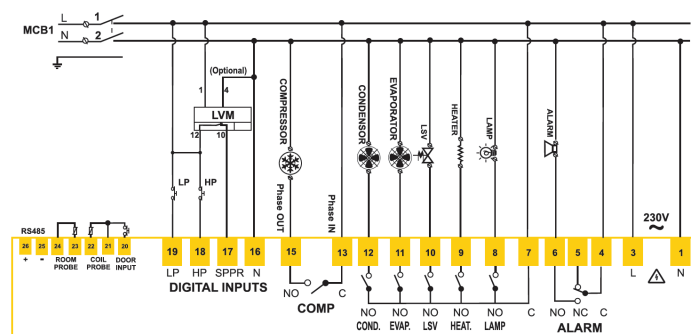 L 1
MCB1
N 2
(Optional)
1 4
LVM
12 10
LP HP
COMPRESSOR
Phase OUT
Phase IN
CONDENSOR
EVAPORATOR
LSV
HEATER
LAMP
ALARM
230V
~
RS485
26 25 24 23 22 21 20 19 18 17 16 15 13 12 11 10 9 8 7 6 5 4 3 1
+ - ROOM PROBE COIL PROBE DOOR INPUT
LP HP SPPR N
DIGITAL INPUTS
NO C
COMP
NO NO NO NO NO C
COND. EVAP. LSV HEAT. LAMP
NO NC C
ALARM
L N